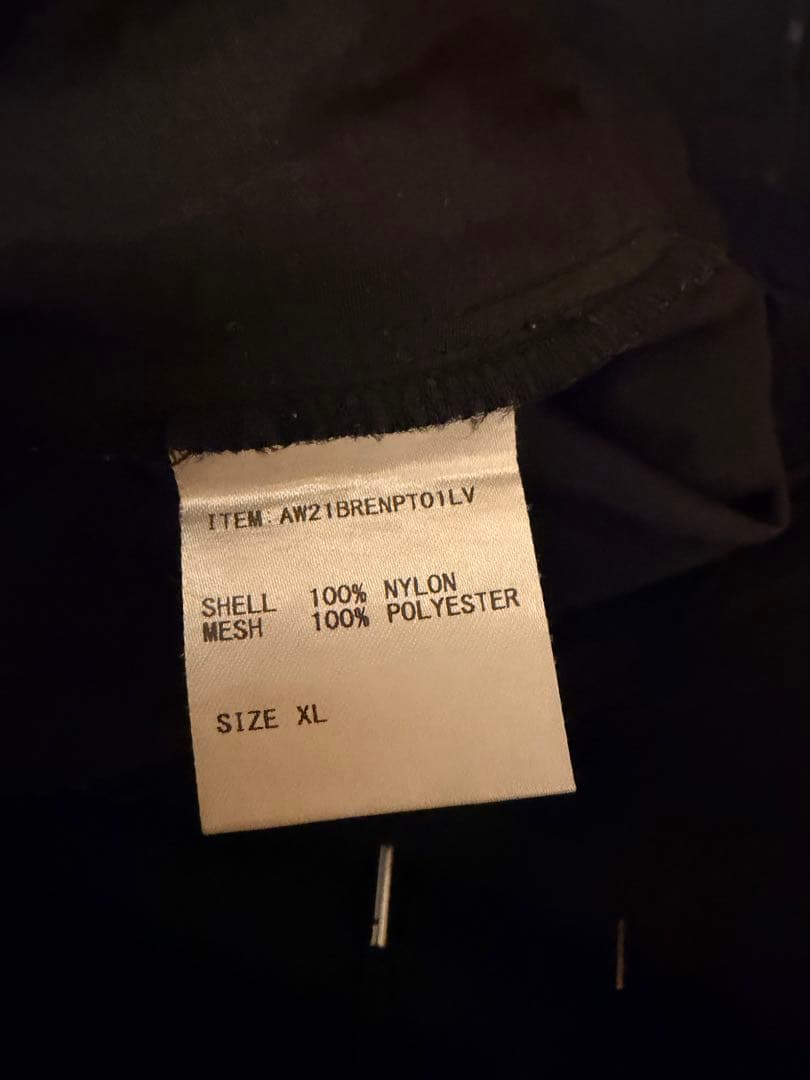 ITEM:AW21BRENPT01LV
SHELL 100% NYLON
MESH 100% POLYESTER
SIZE XL